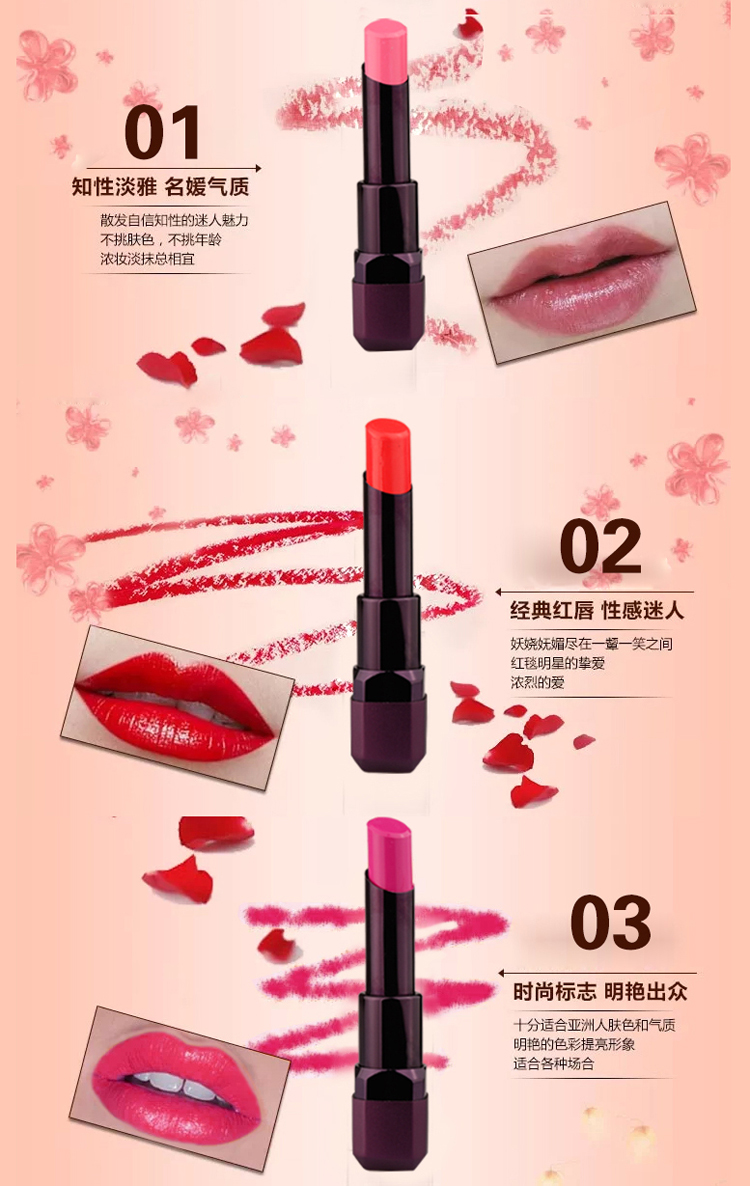 01
知性淡雅 名媛气质
散发自信知性的迷人魅力
不挑肤色，不挑年龄
浓妆淡抹总相宜
02
经典红唇 性感迷人
妖娆妩媚尽在一颦一笑之间
红毯明星的挚爱
浓烈的爱
03
时尚标志 明艳出众
十分适合亚洲人肤色和气质
明艳的色彩提亮形象
适合各种场合